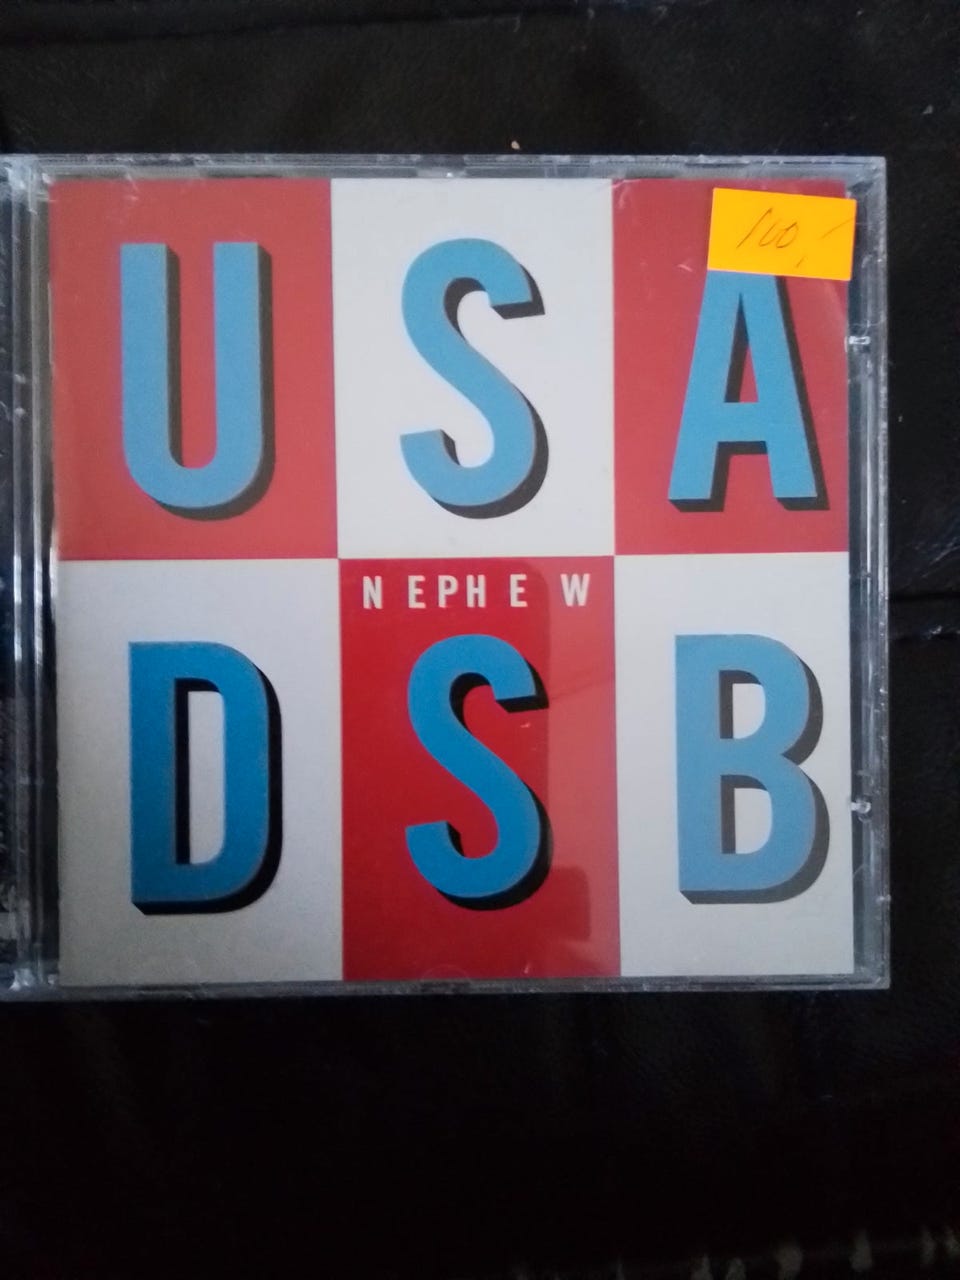 100,-
USA
NEPHEW
DSB